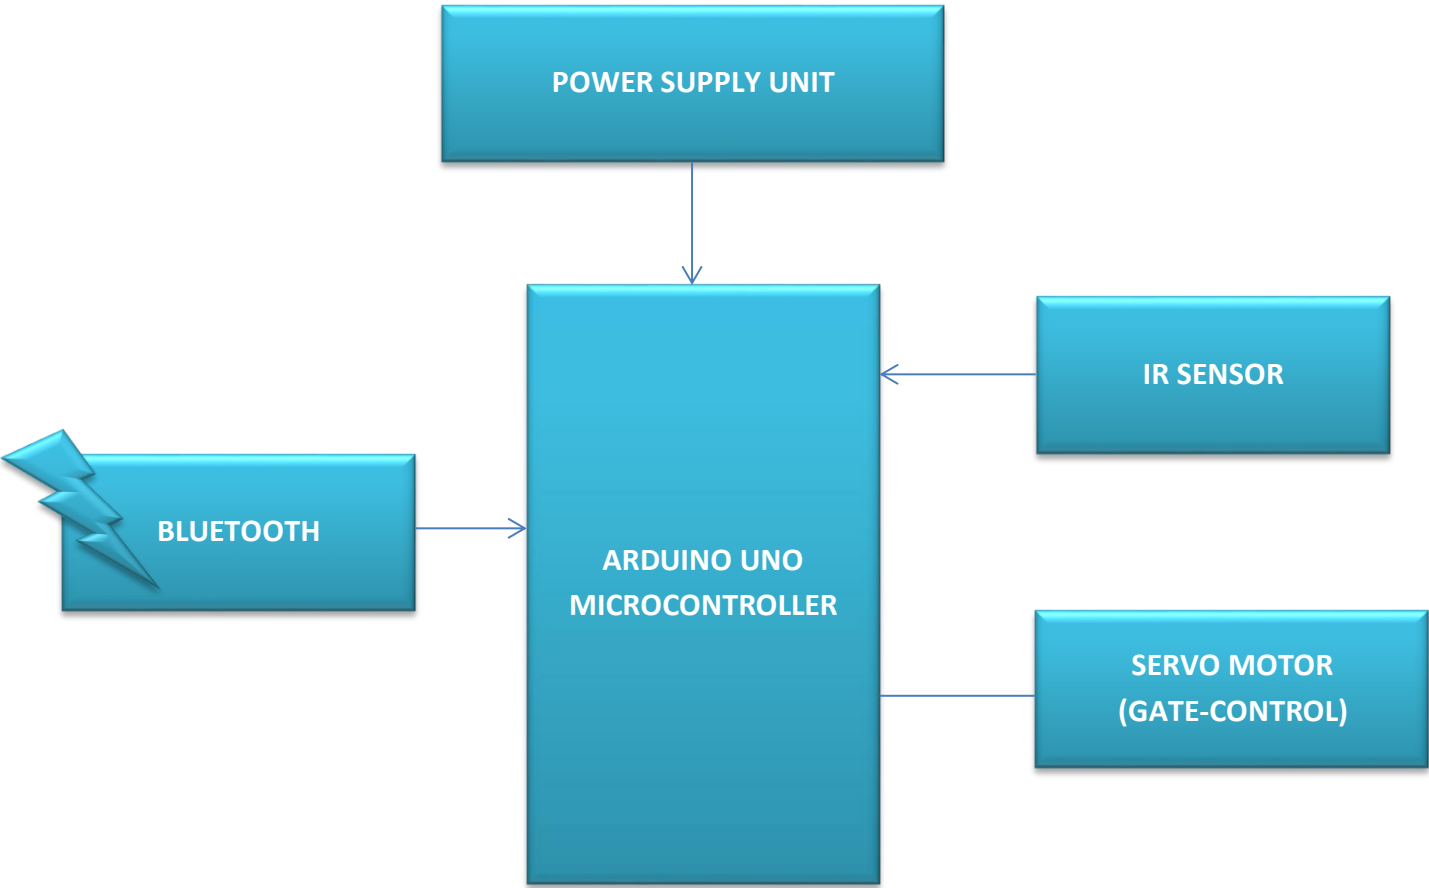 POWER SUPPLY UNIT
IR SENSOR
BLUETOOTH
ARDUINO UNO
MICROCONTROLLER
SERVO MOTOR
(GATE-CONTROL)